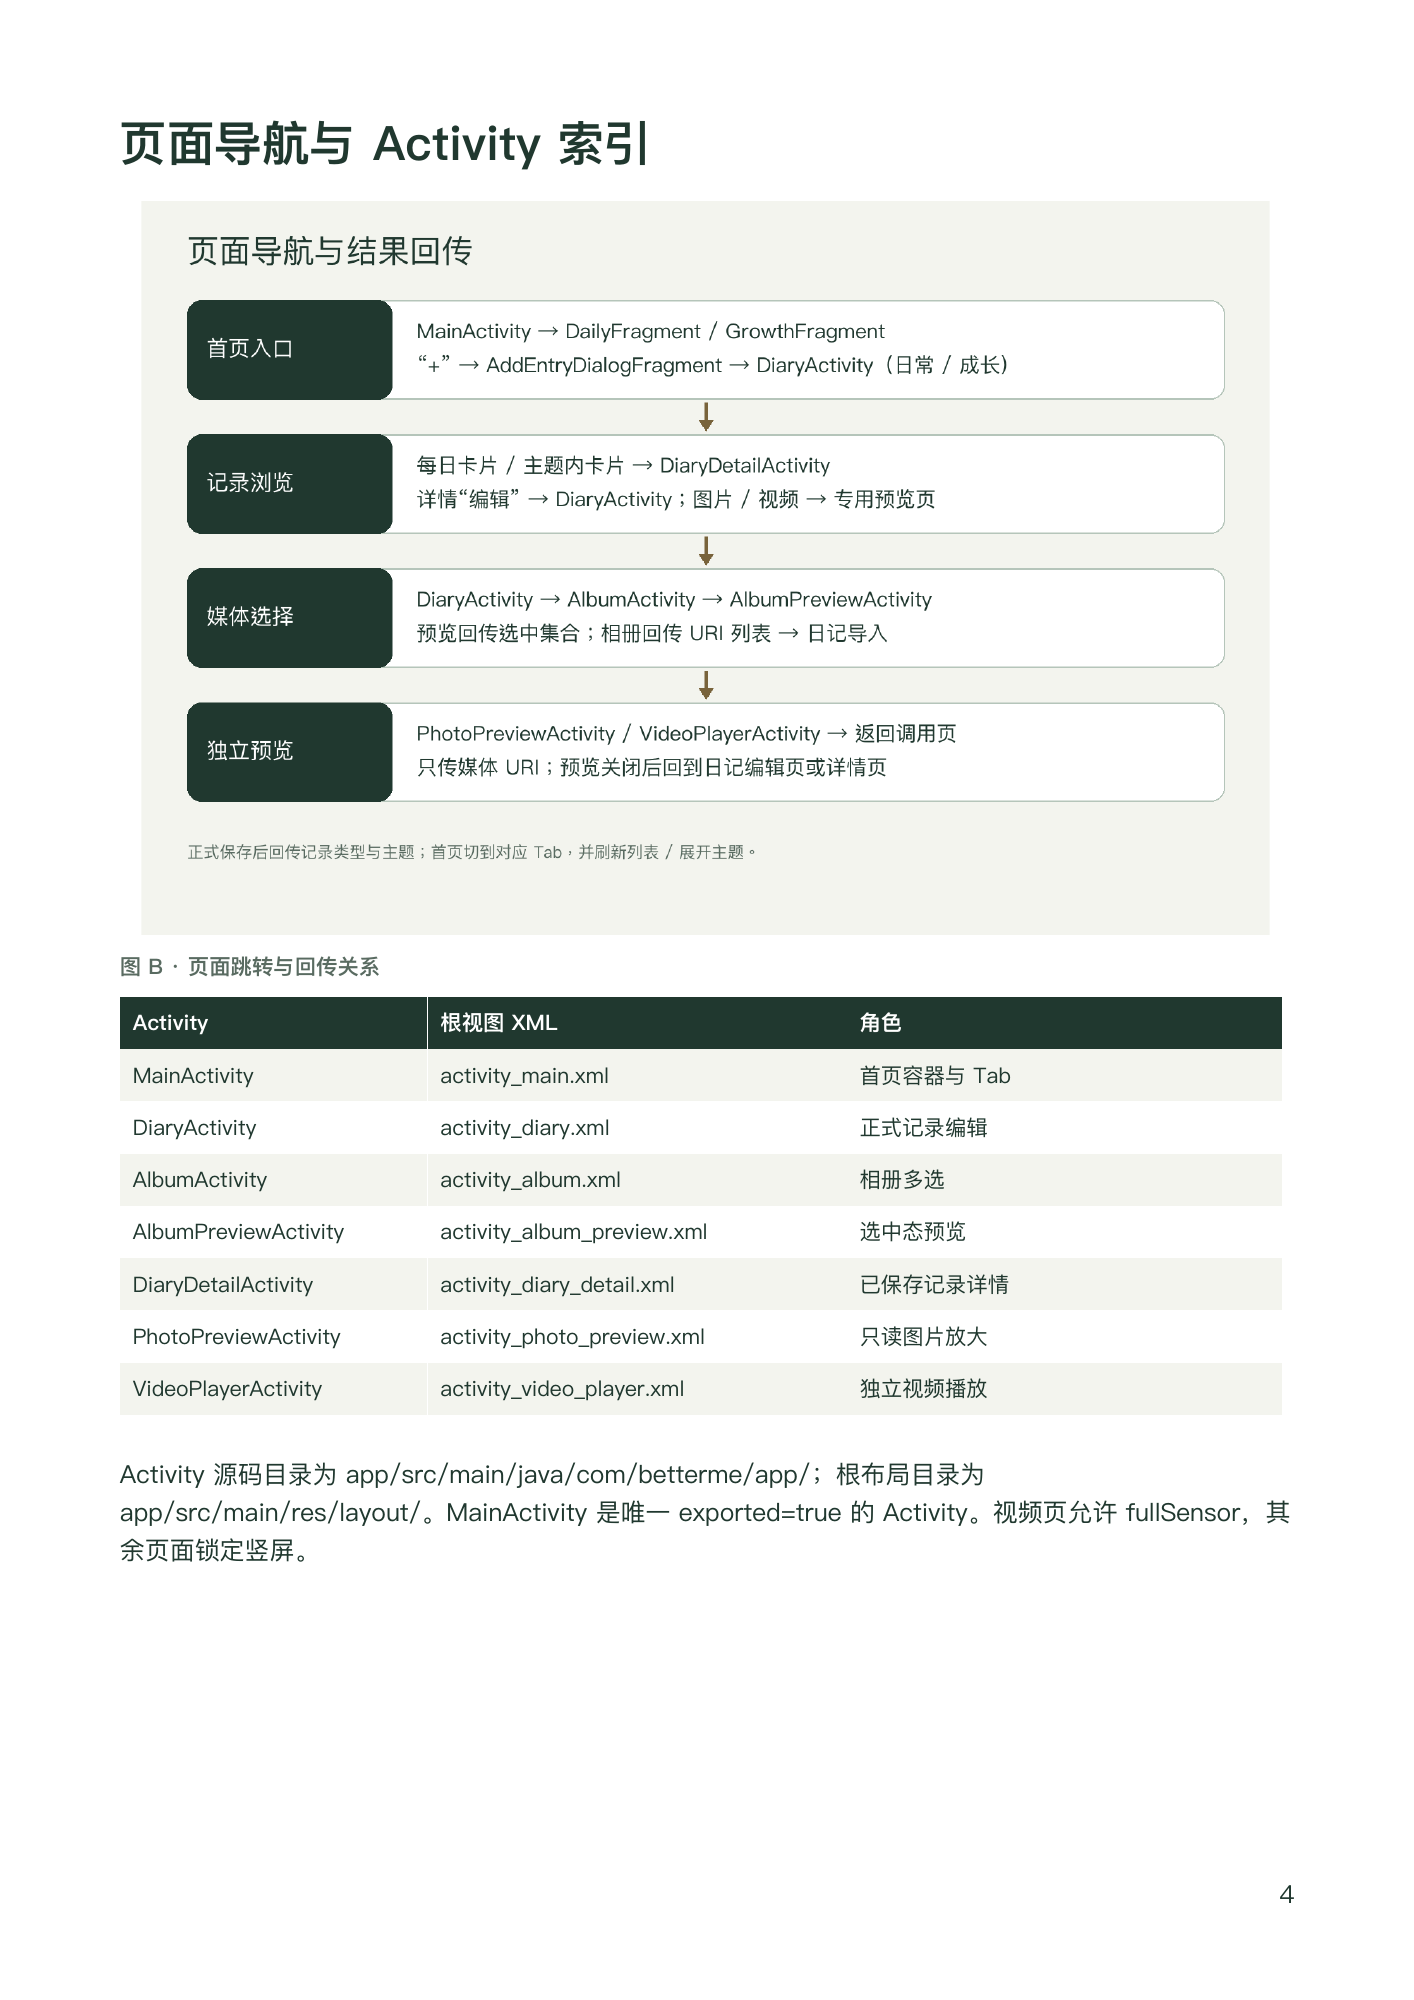 页面导航与 Activity 索引
页面导航与结果回传
首页入口
MainActivity → DailyFragment / GrowthFragment
“+” → AddEntryDialogFragment → DiaryActivity（日常 / 成长）
记录浏览
每日卡片 / 主题内卡片 → DiaryDetailActivity
详情“编辑” → DiaryActivity；图片 / 视频 → 专用预览页
媒体选择
DiaryActivity → AlbumActivity → AlbumPreviewActivity
预览回传选中集合；相册回传 URI 列表 → 日记导入
独立预览
PhotoPreviewActivity / VideoPlayerActivity → 返回调用页
只传媒体 URI；预览关闭后回到日记编辑页或详情页
正式保存后回传记录类型与主题；首页切到对应 Tab，并刷新列表 / 展开主题。
图 B · 页面跳转与回传关系
Activity 根视图 XML 角色
MainActivity activity_main.xml 首页容器与 Tab
DiaryActivity activity_diary.xml 正式记录编辑
AlbumActivity activity_album.xml 相册多选
AlbumPreviewActivity activity_album_preview.xml 选中态预览
DiaryDetailActivity activity_diary_detail.xml 已保存记录详情
PhotoPreviewActivity activity_photo_preview.xml 只读图片放大
VideoPlayerActivity activity_video_player.xml 独立视频播放
Activity 源码目录为 app/src/main/java/com/betterme/app/；根布局目录为
app/src/main/res/layout/。MainActivity 是唯一 exported=true 的 Activity。视频页允许 fullSensor，其
余页面锁定竖屏。
4